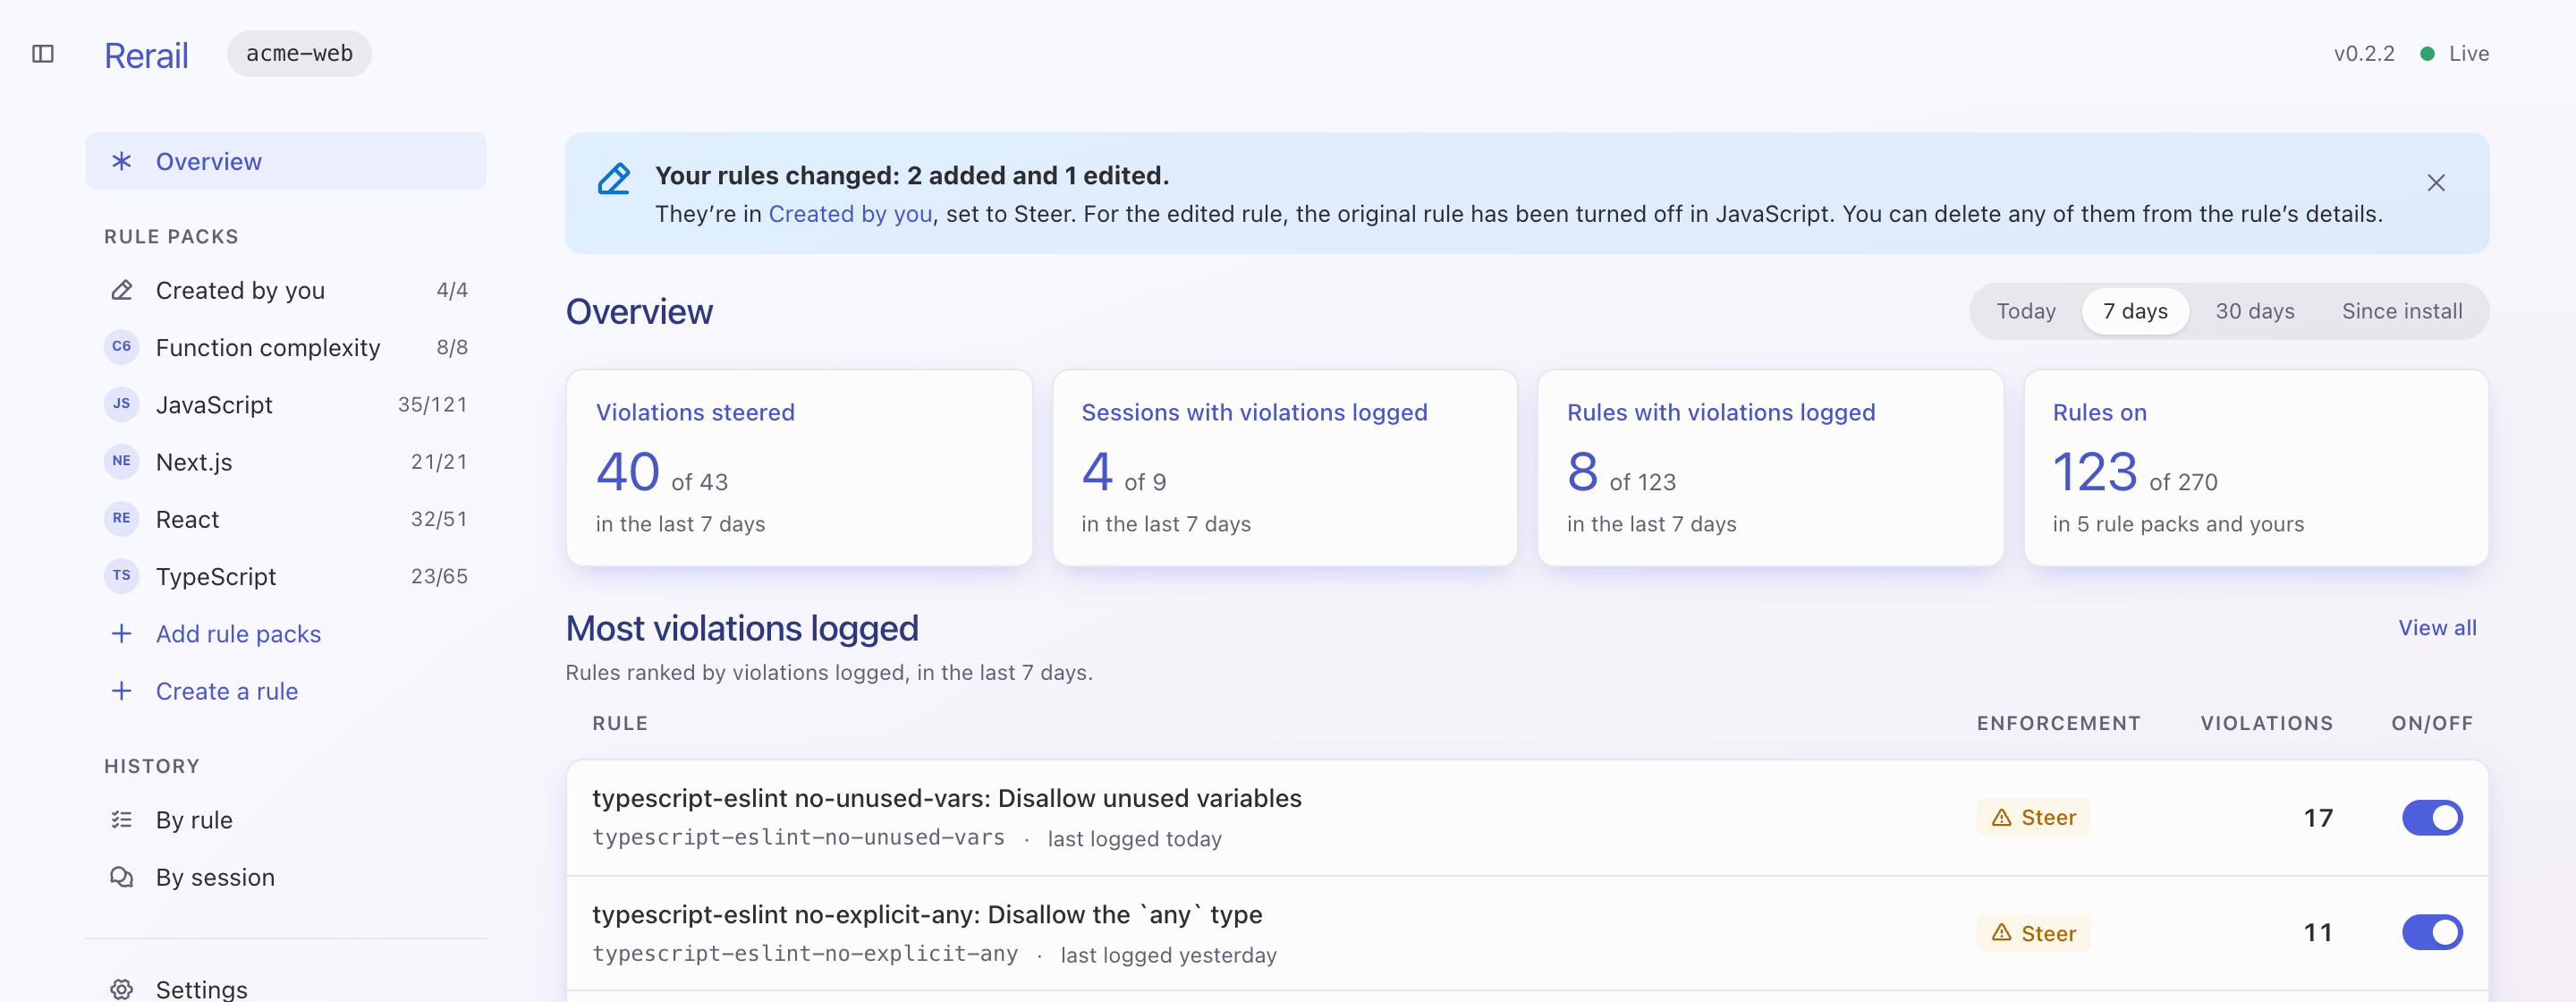 Rerail acme-web v0.2.2 Live
Overview
RULE PACKS
Created by you 4/4
C6 Function complexity 8/8
JS JavaScript 35/121
NE Next.js 21/21
RE React 32/51
TS TypeScript 23/65
Add rule packs
Create a rule
HISTORY
By rule
By session
Settings
Your rules changed: 2 added and 1 edited.
They’re in Created by you, set to Steer. For the edited rule, the original rule has been turned off in JavaScript. You can delete any of them from the rule’s details.
Overview
Today 7 days 30 days Since install
Violations steered
40 of 43
in the last 7 days
Sessions with violations logged
4 of 9
in the last 7 days
Rules with violations logged
8 of 123
in the last 7 days
Rules on
123 of 270
in 5 rule packs and yours
Most violations logged
View all
Rules ranked by violations logged, in the last 7 days.
RULE ENFORCEMENT VIOLATIONS ON/OFF
typescript-eslint no-unused-vars: Disallow unused variables
typescript-eslint-no-unused-vars · last logged today
Steer 17
typescript-eslint no-explicit-any: Disallow the `any` type
typescript-eslint-no-explicit-any · last logged yesterday
Steer 11